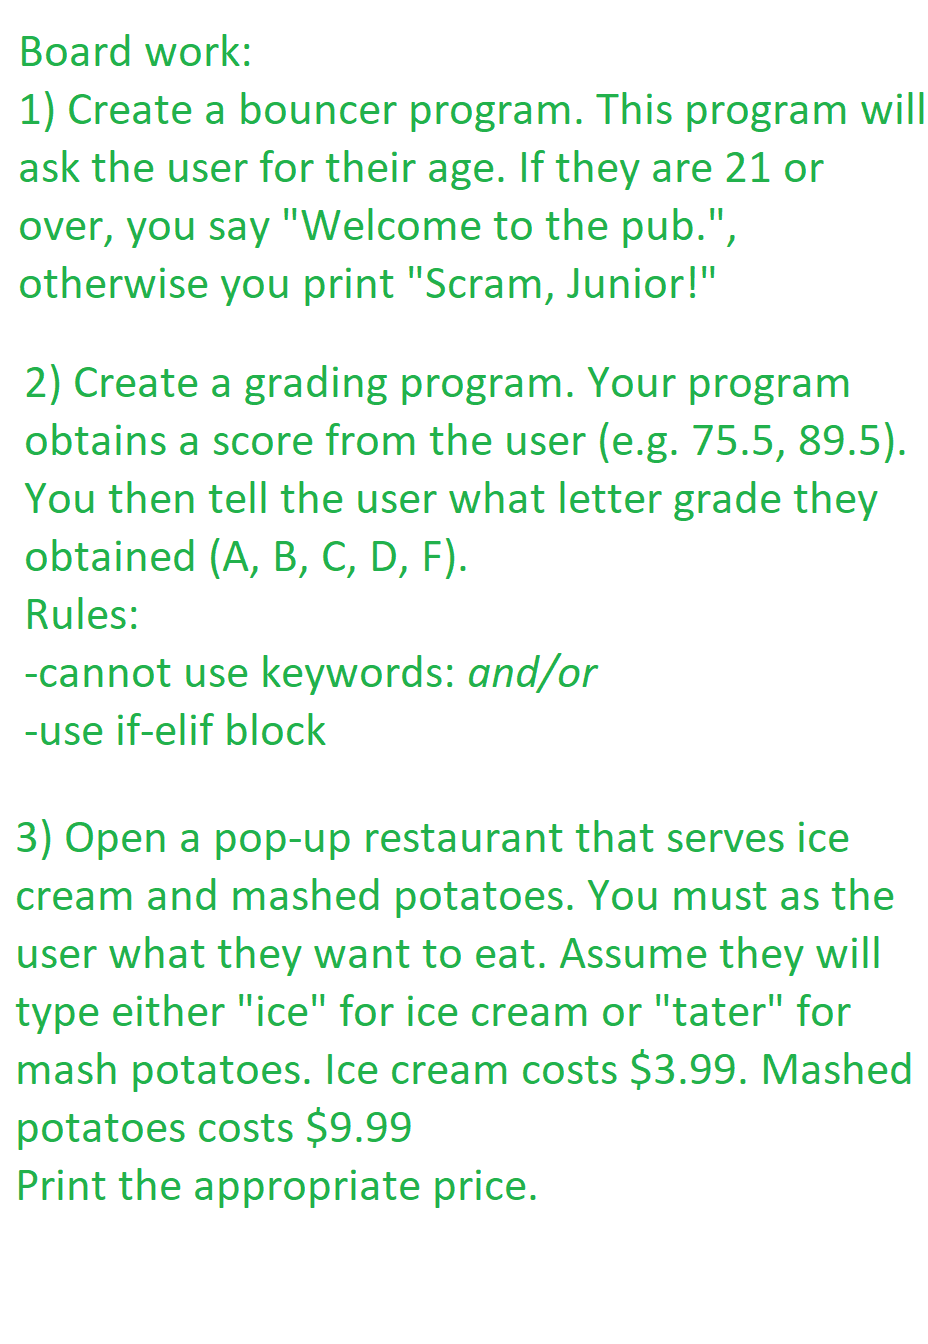 Board work:
1) Create a bouncer program. This program will
ask the user for their age. If they are 21 or
over, you say "Welcome to the pub.",
otherwise you print "Scram, Junior!"
2) Create a grading program. Your program
obtains a score from the user (e.g. 75.5, 89.5).
You then tell the user what letter grade they
obtained (A, B, C, D, F).
Rules:
-cannot use keywords: and/or
-use if-elif block
3) Open a pop-up restaurant that serves ice
cream and mashed potatoes. You must as the
user what they want to eat. Assume they will
type either "ice" for ice cream or "tater" for
mash potatoes. Ice cream costs $3.99. Mashed
potatoes costs $9.99
Print the appropriate price.